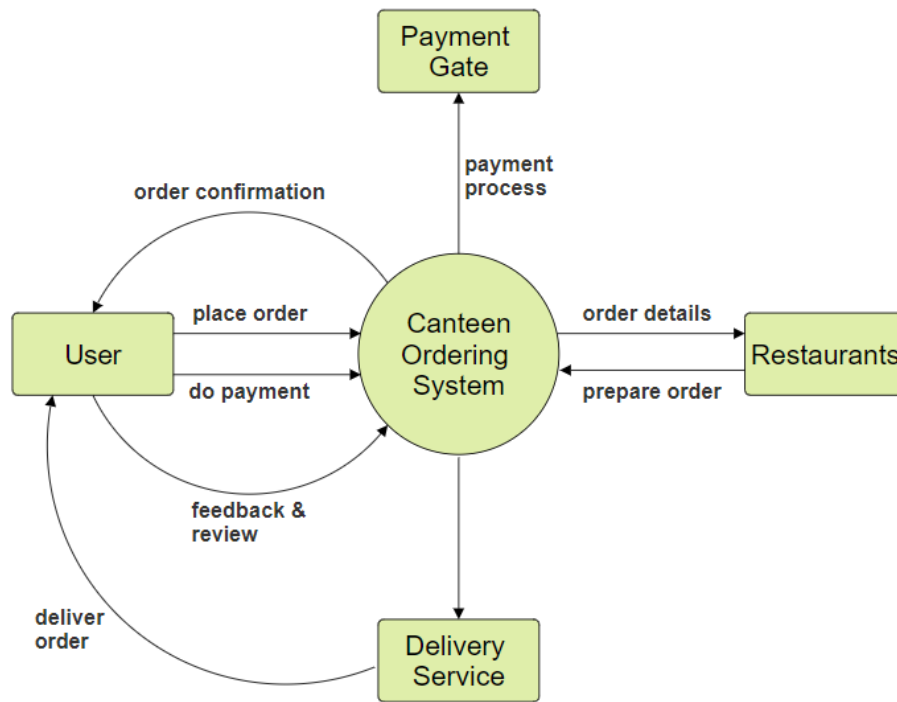 Payment
Gate
payment
process
order confirmation
place order
order details
User
Canteen
Ordering
System
Restaurants
do payment
prepare order
feedback &
review
deliver
order
Delivery
Service